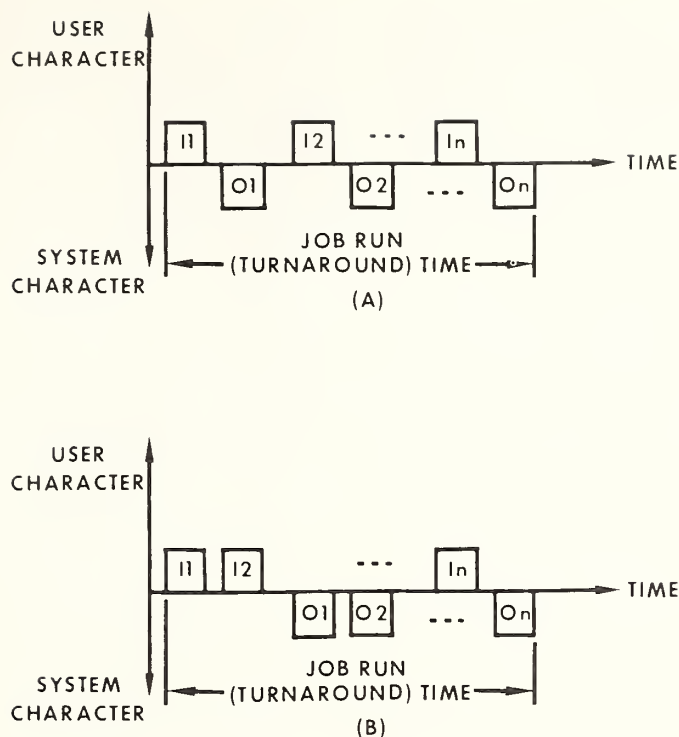 USER
CHARACTER
I1 I2 --- In
TIME
O1 O2 --- On
SYSTEM
CHARACTER
JOB RUN
(TURNAROUND) TIME
(A)
USER
CHARACTER
I1 I2 --- In
TIME
O1 O2 --- On
SYSTEM
CHARACTER
JOB RUN
(TURNAROUND) TIME
(B)